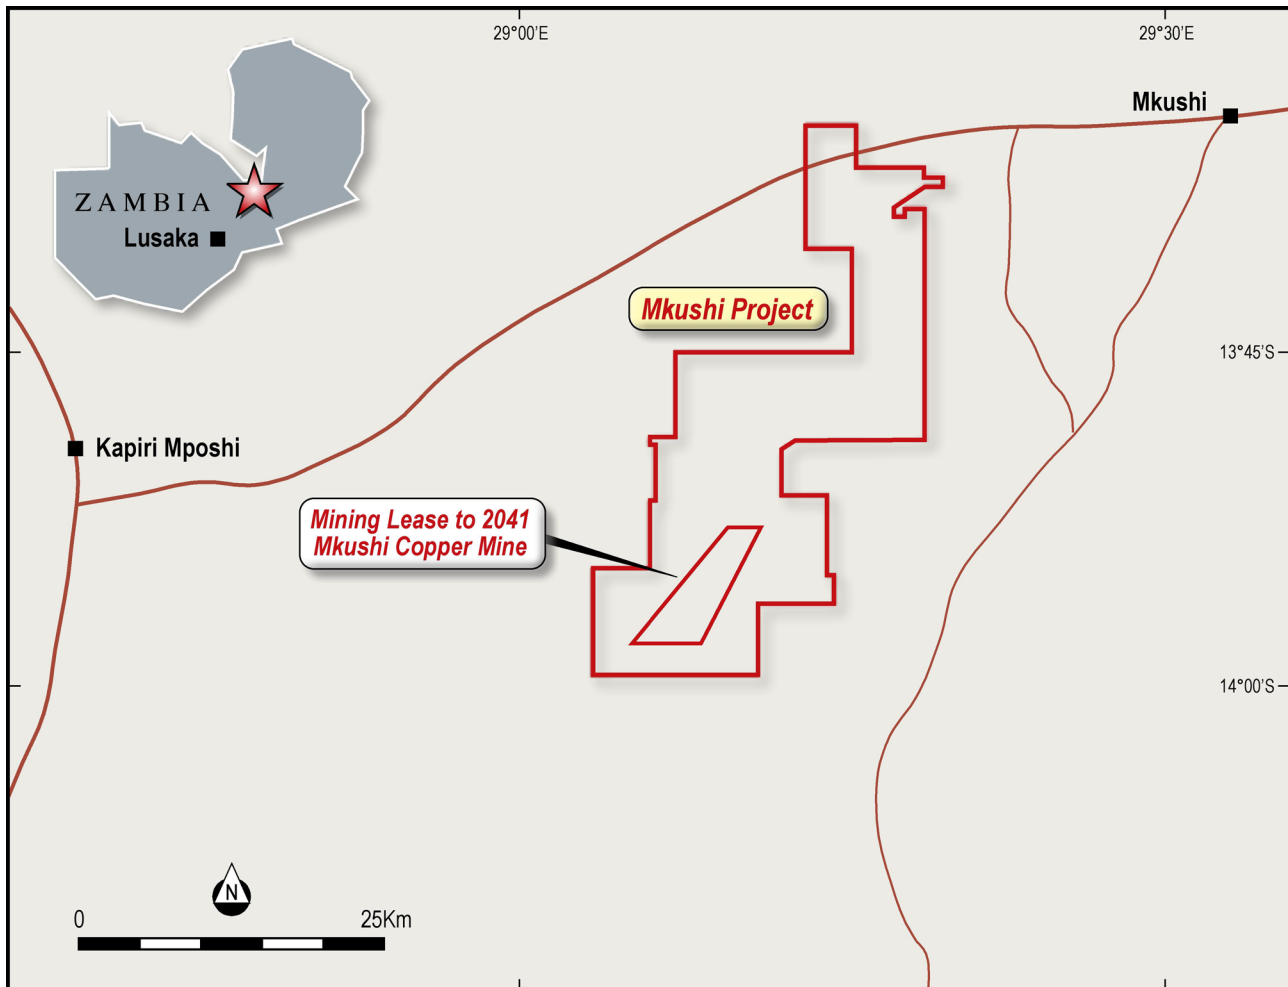 29°00'E
29°30'E
Mkushi
ZAMBIA
Lusaka
Mkushi Project
13°45'S
Kapiri Mposhi
Mining Lease to 2041
Mkushi Copper Mine
14°00'S
N
0
25Km